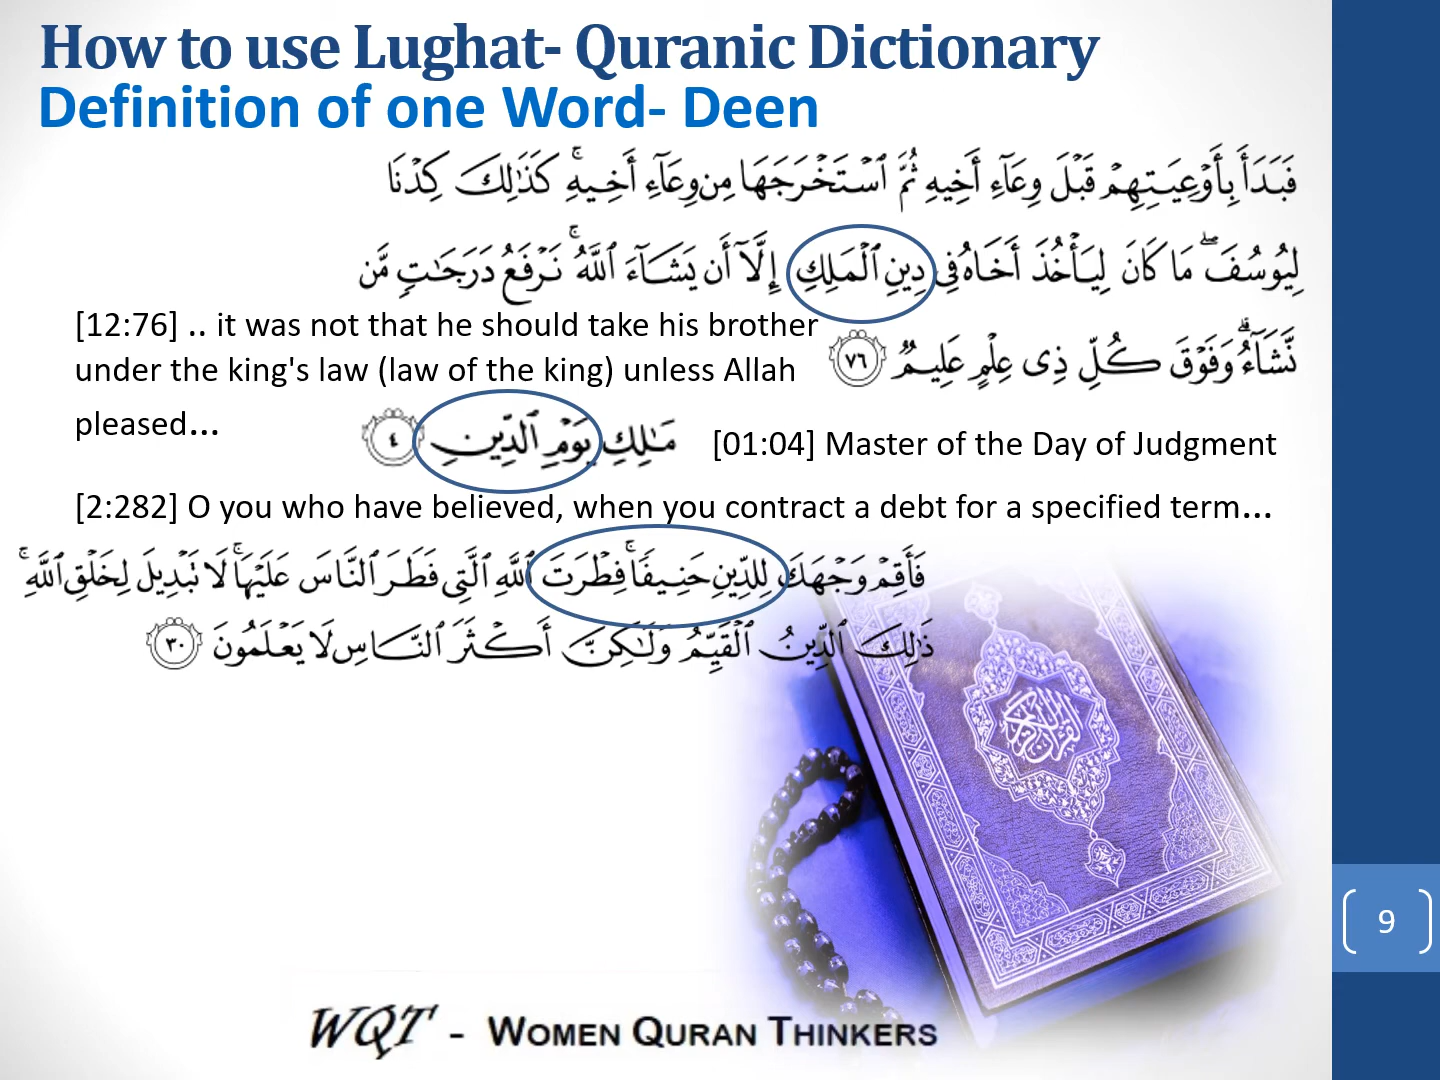 How to use Lughat- Quranic Dictionary
Definition of one Word- Deen
فَبَدَأَ بِأَوْعِيَتِهِمْ قَبْلَ وِعَآءِ أَخِيهِ ثُمَّ ٱسْتَخْرَجَهَا مِن وِعَآءِ أَخِيهِ ۚ كَذَٰلِكَ كِدْنَا
لِيُوسُفَ ۖ مَا كَانَ لِيَأْخُذَ أَخَاهُ فِى دِينِ ٱلْمَلِكِ إِلَّآ أَن يَشَآءَ ٱللَّهُ ۚ نَرْفَعُ دَرَجَٰتٍ مَّن
نَّشَآءُ ۗ وَفَوْقَ كُلِّ ذِى عِلْمٍ عَلِيمٌ ٧٦
[12:76] .. it was not that he should take his brother
under the king's law (law of the king) unless Allah
pleased...
مَٰلِكِ يَوْمِ ٱلدِّينِ ٤
[01:04] Master of the Day of Judgment
[2:282] O you who have believed, when you contract a debt for a specified term...
فَأَقِمْ وَجْهَكَ لِلدِّينِ حَنِيفًا ۚ فِطْرَتَ ٱللَّهِ ٱلَّتِى فَطَرَ ٱلنَّاسَ عَلَيْهَا ۚ لَا تَبْدِيلَ لِخَلْقِ ٱللَّهِ ۚ
ذَٰلِكَ ٱلدِّينُ ٱلْقَيِّمُ وَلَٰكِنَّ أَكْثَرَ ٱلنَّاسِ لَا يَعْلَمُونَ ٣٠
9
WQT - WOMEN QURAN THINKERS